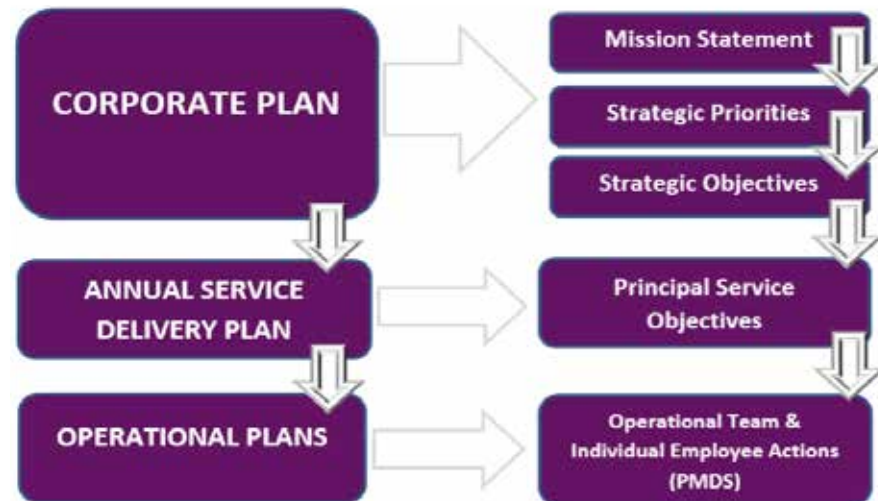 CORPORATE PLAN
Mission Statement
Strategic Priorities
Strategic Objectives
ANNUAL SERVICE
DELIVERY PLAN
Principal Service
Objectives
OPERATIONAL PLANS
Operational Team &
Individual Employee Actions
(PMDS)